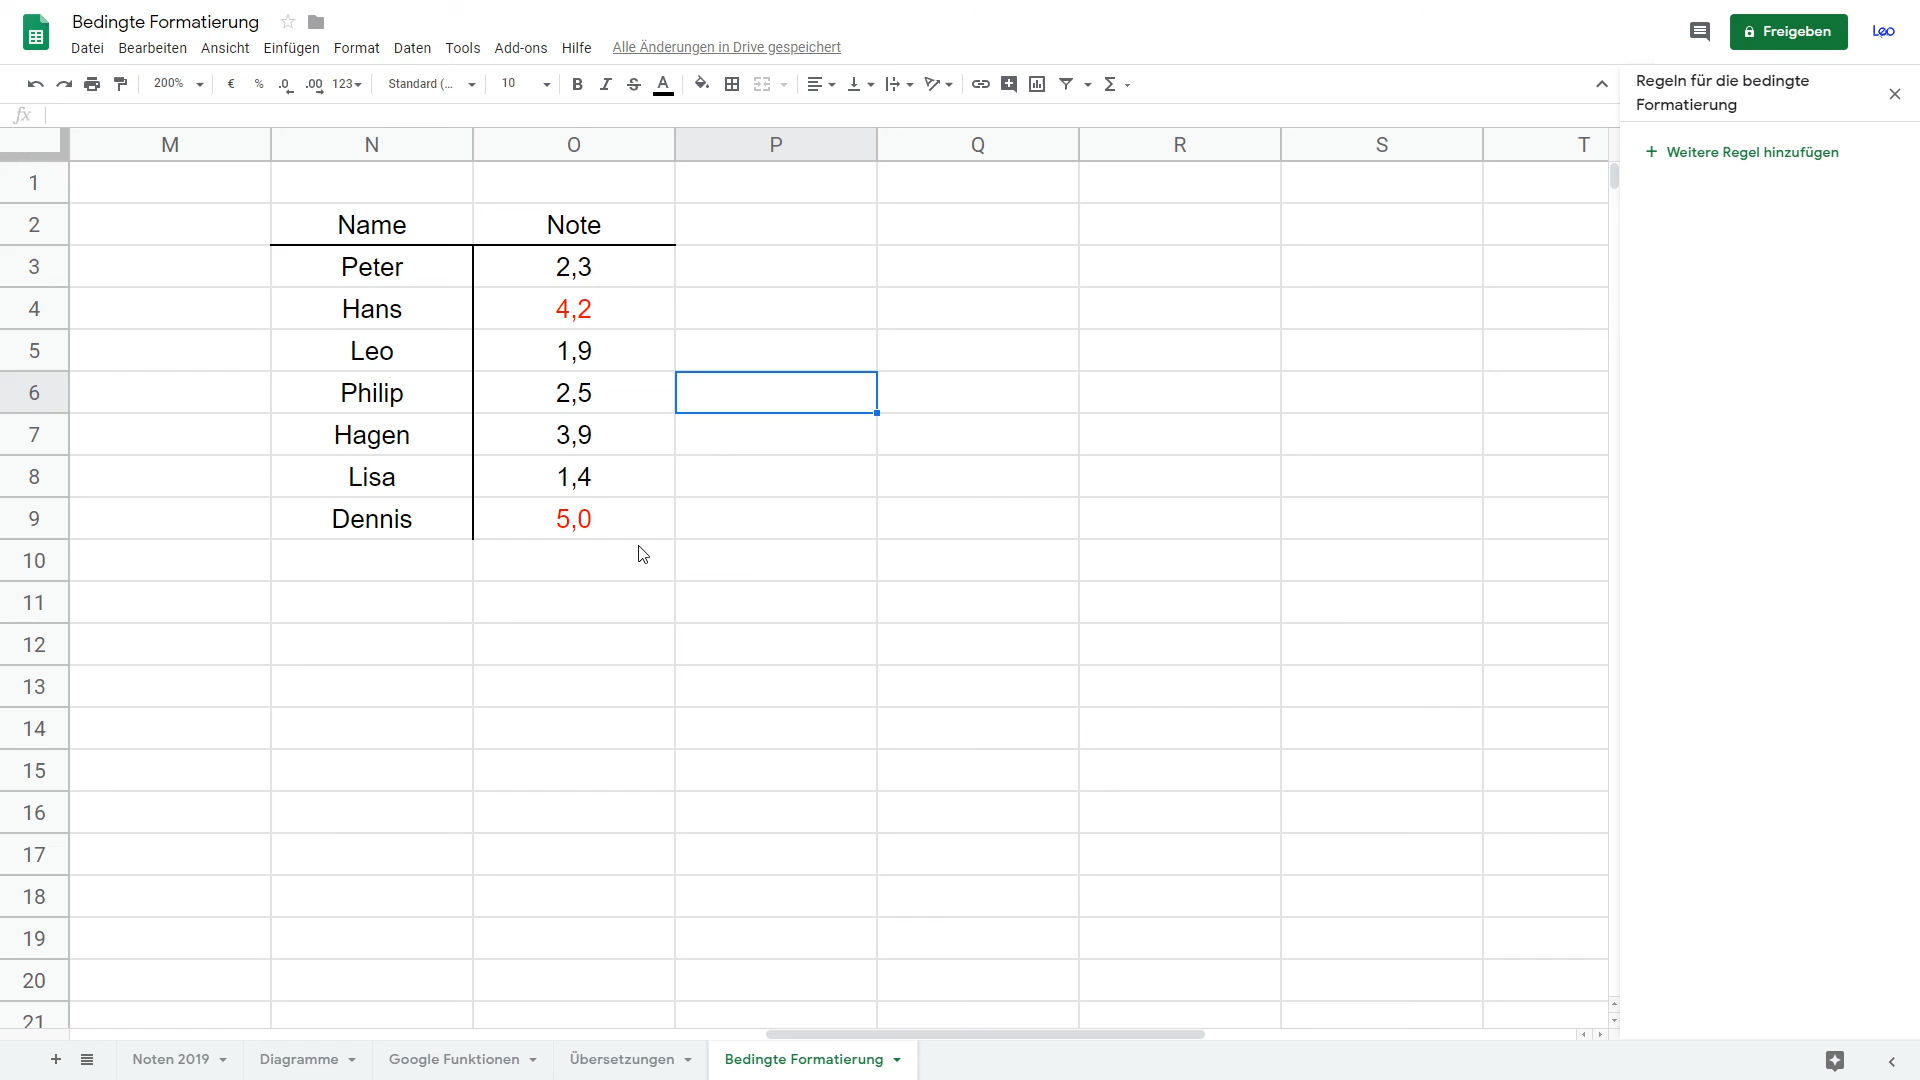 Bedingte Formatierung
Datei Bearbeiten Ansicht Einfügen Format Daten Tools Add-ons Hilfe Alle Änderungen in Drive gespeichert
Freigeben
Leo
200% € % .0 .00 123 Standard (... 10 B I S A Σ
Regeln für die bedingte
Formatierung
+ Weitere Regel hinzufügen
fx
M N O P Q R S T
1
2 Name Note
3 Peter 2,3
4 Hans 4,2
5 Leo 1,9
6 Philip 2,5
7 Hagen 3,9
8 Lisa 1,4
9 Dennis 5,0
10
11
12
13
14
15
16
17
18
19
20
21
+ Noten 2019 Diagramme Google Funktionen Übersetzungen Bedingte Formatierung